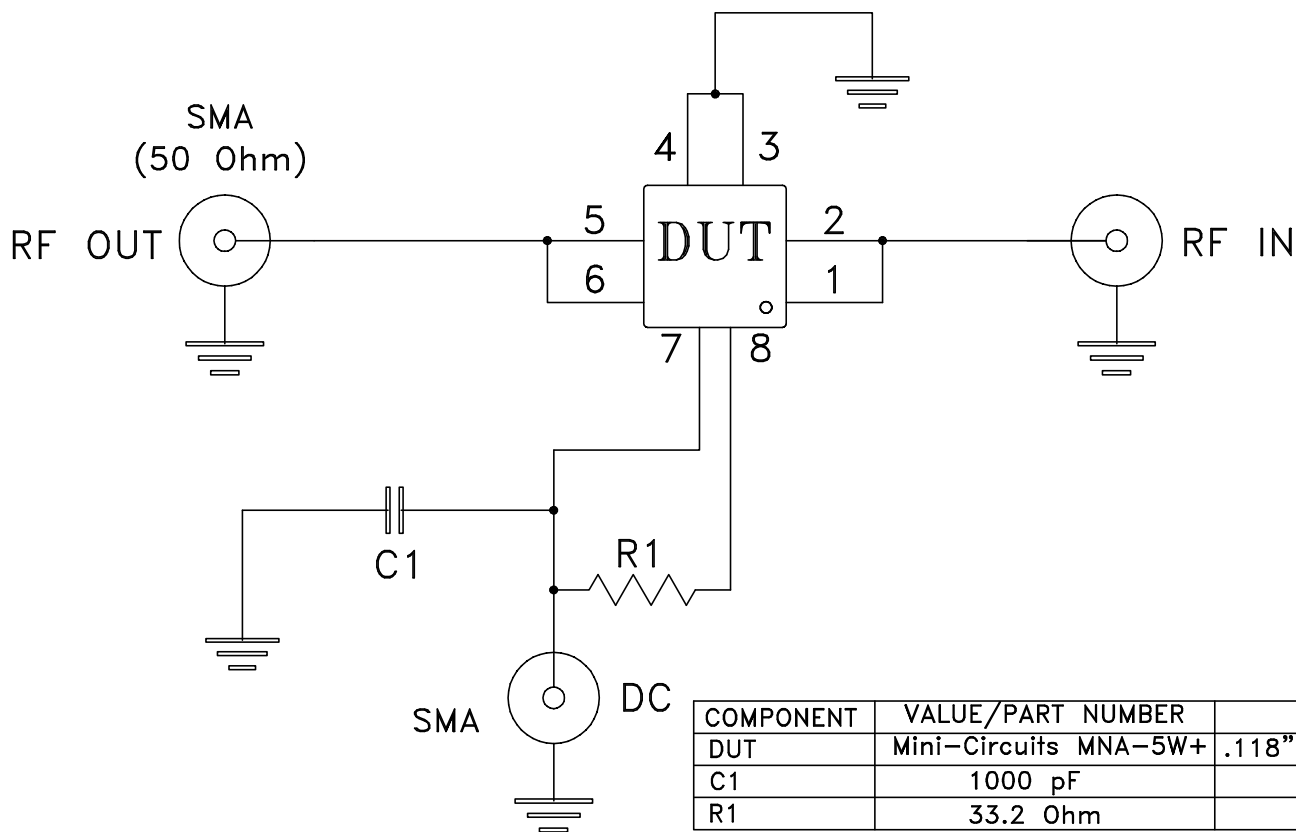 SMA
(50 Ohm)
4
3
RF OUT
5
DUT
2
RF IN
6
1
7
8
C1
R1
SMA
DC
COMPONENT VALUE/PART NUMBER
DUT Mini-Circuits MNA-5W+ .118"
C1 1000 pF
R1 33.2 Ohm